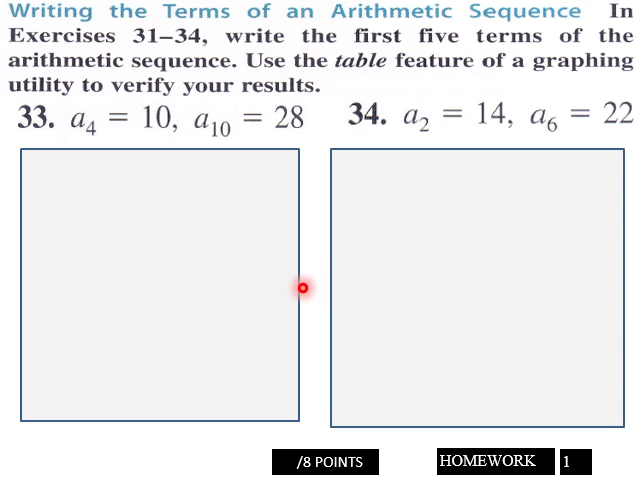 Writing the Terms of an Arithmetic Sequence In
Exercises 31–34, write the first five terms of the
arithmetic sequence. Use the table feature of a graphing
utility to verify your results.
33. a₄ = 10, a₁₀ = 28
34. a₂ = 14, a₆ = 22
/8 POINTS
HOMEWORK 1